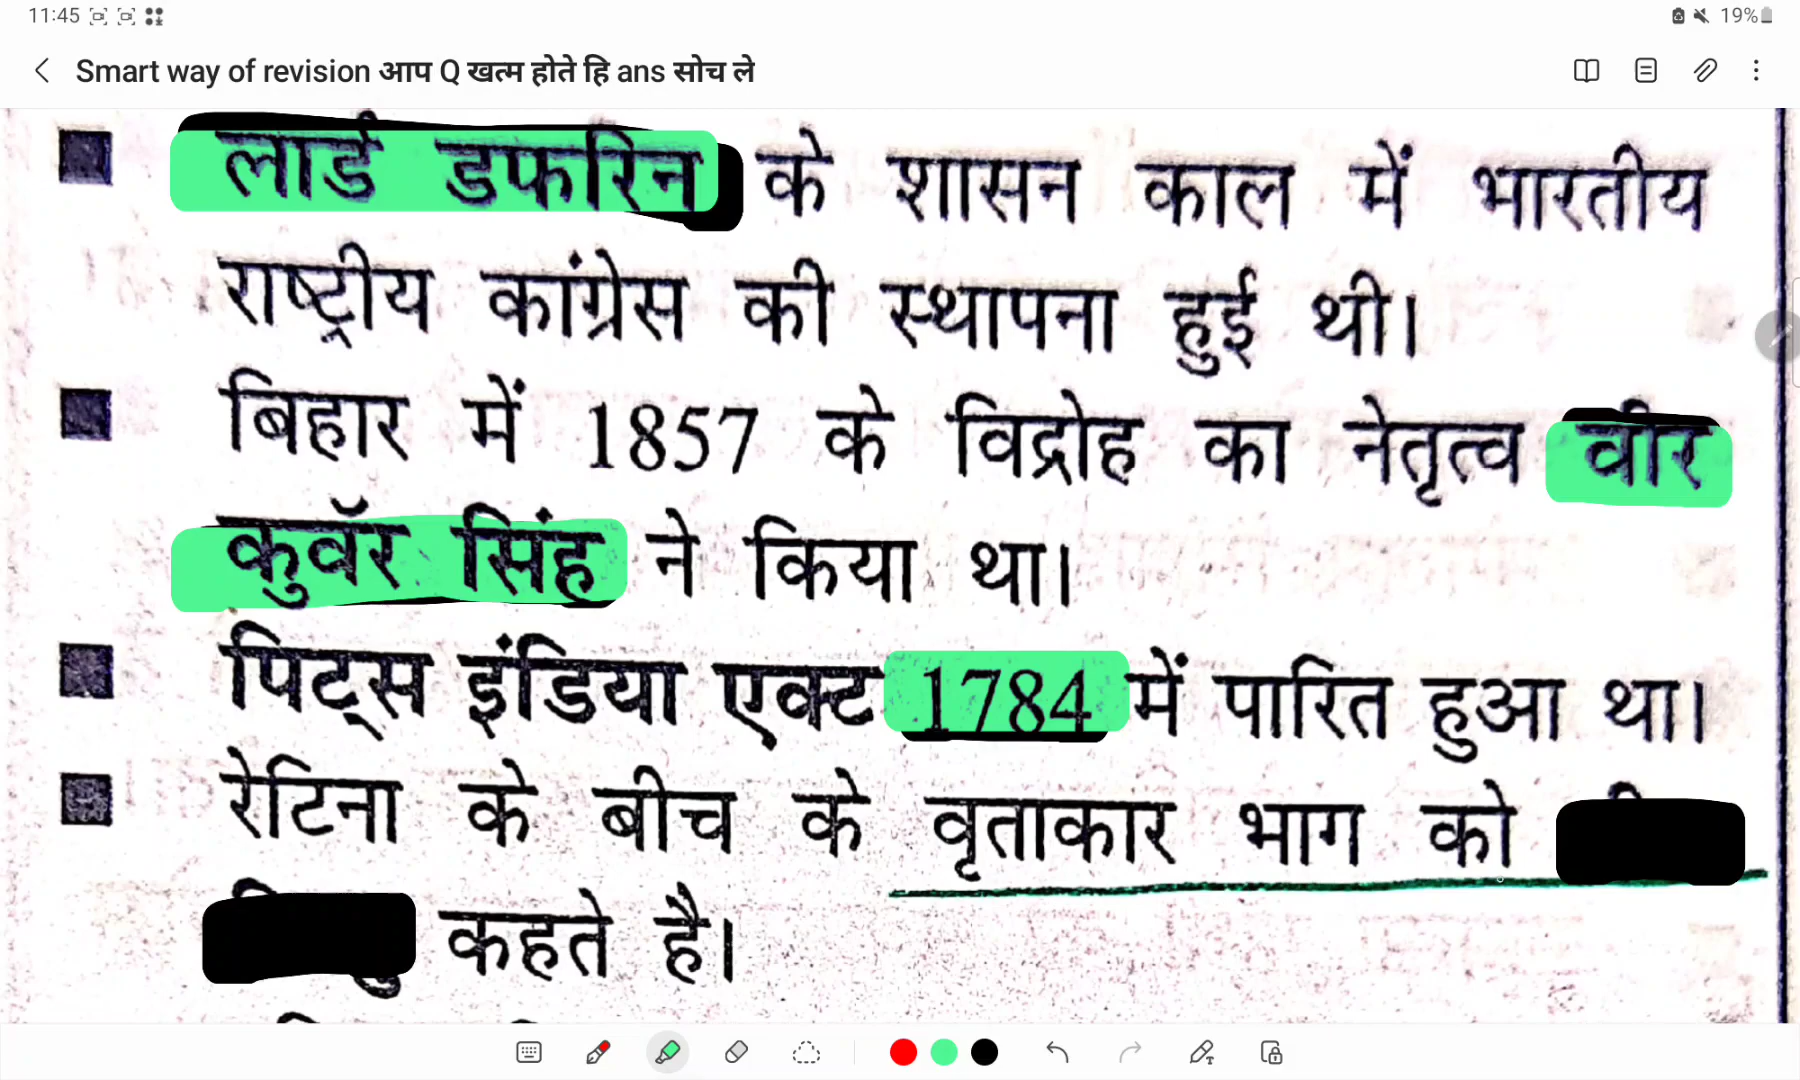 11:45
19%
Smart way of revision आप Q खत्म होते हि ans सोच ले
लार्ड डफरिन के शासन काल में भारतीय
राष्ट्रीय कांग्रेस की स्थापना हुई थी।
बिहार में 1857 के विद्रोह का नेतृत्व वीर
कुवॅर सिंह ने किया था।
पिट्स इंडिया एक्ट 1784 में पारित हुआ था।
रेटिना के बीच के वृताकार भाग को
कहते है।